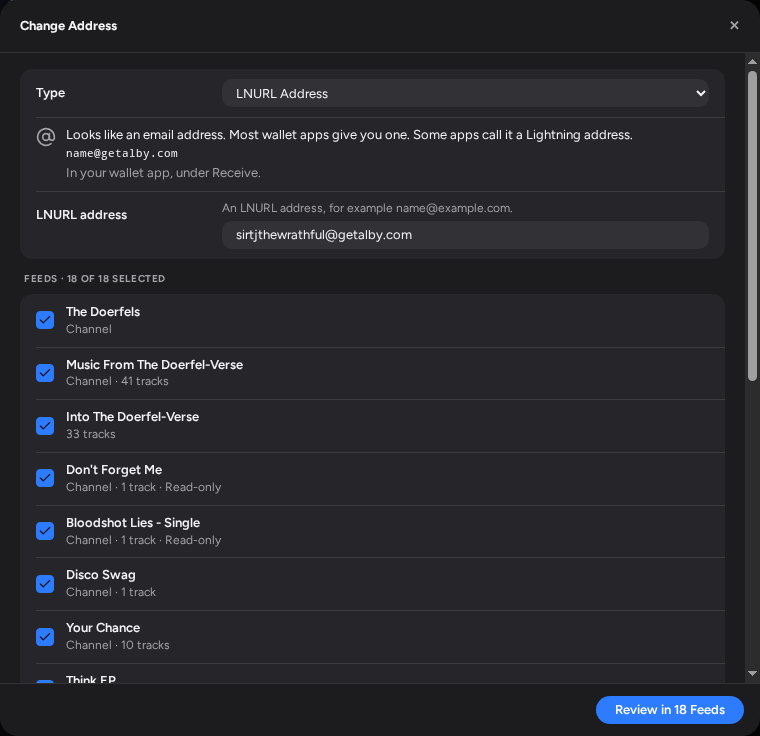 Change Address
×
Type
LNURL Address
@
Looks like an email address. Most wallet apps give you one. Some apps call it a Lightning address.
name@getalby.com
In your wallet app, under Receive.
LNURL address
An LNURL address, for example name@example.com.
sirtjthewrathful@getalby.com
FEEDS · 18 OF 18 SELECTED
The Doerfels
Channel
Music From The Doerfel-Verse
Channel · 41 tracks
Into The Doerfel-Verse
33 tracks
Don't Forget Me
Channel · 1 track · Read-only
Bloodshot Lies - Single
Channel · 1 track · Read-only
Disco Swag
Channel · 1 track
Your Chance
Channel · 10 tracks
Think EP
Review in 18 Feeds